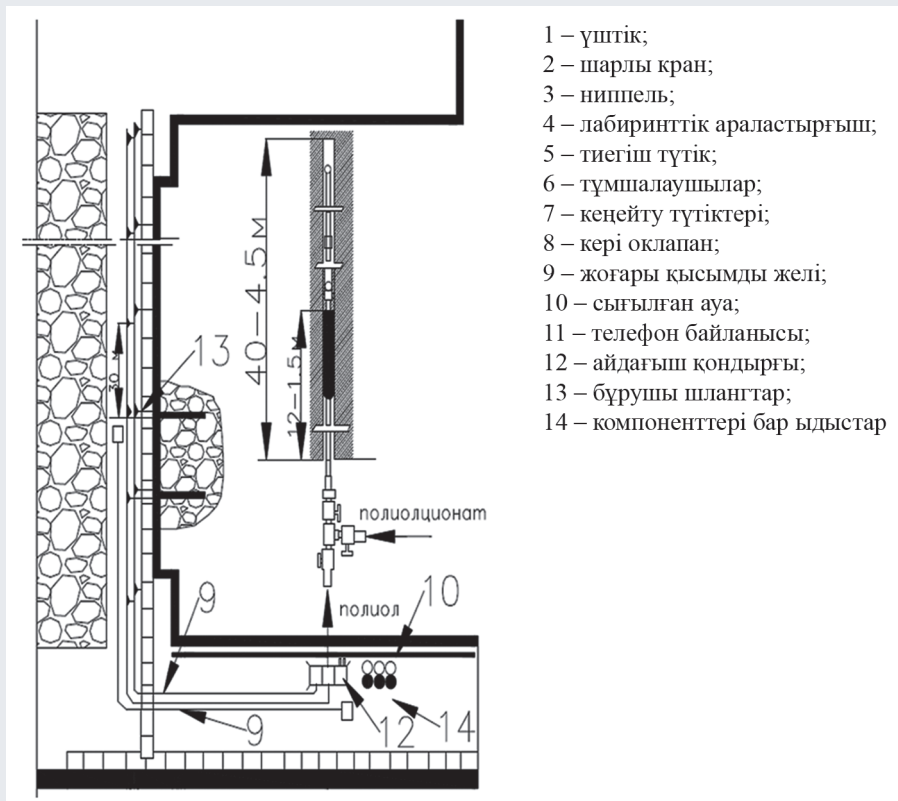 1 – үштік;
2 – шарлы кран;
3 – ниппель;
4 – лабиринттік араластырғыш;
5 – тиегіш түтік;
6 – тұмшалаушылар;
7 – кеңейту түтіктері;
8 – кері оклапан;
9 – жоғары қысымды желі;
10 – сығылған ауа;
11 – телефон байланысы;
12 – айдағыш қондырғы;
13 – бұрушы шлангтар;
14 – компоненттері бар ыдыстар
40–4.5м
12–1.5м
30 м
13
полиолционат
полиол
10
9
9
12
14